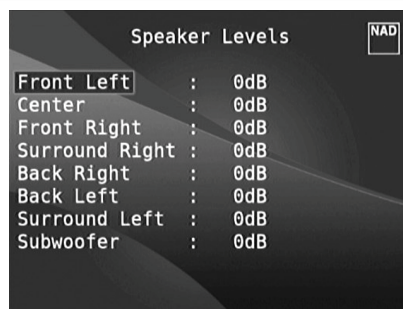 Speaker Levels
NAD
Front Left : 0dB
Center : 0dB
Front Right : 0dB
Surround Right : 0dB
Back Right : 0dB
Back Left : 0dB
Surround Left : 0dB
Subwoofer : 0dB